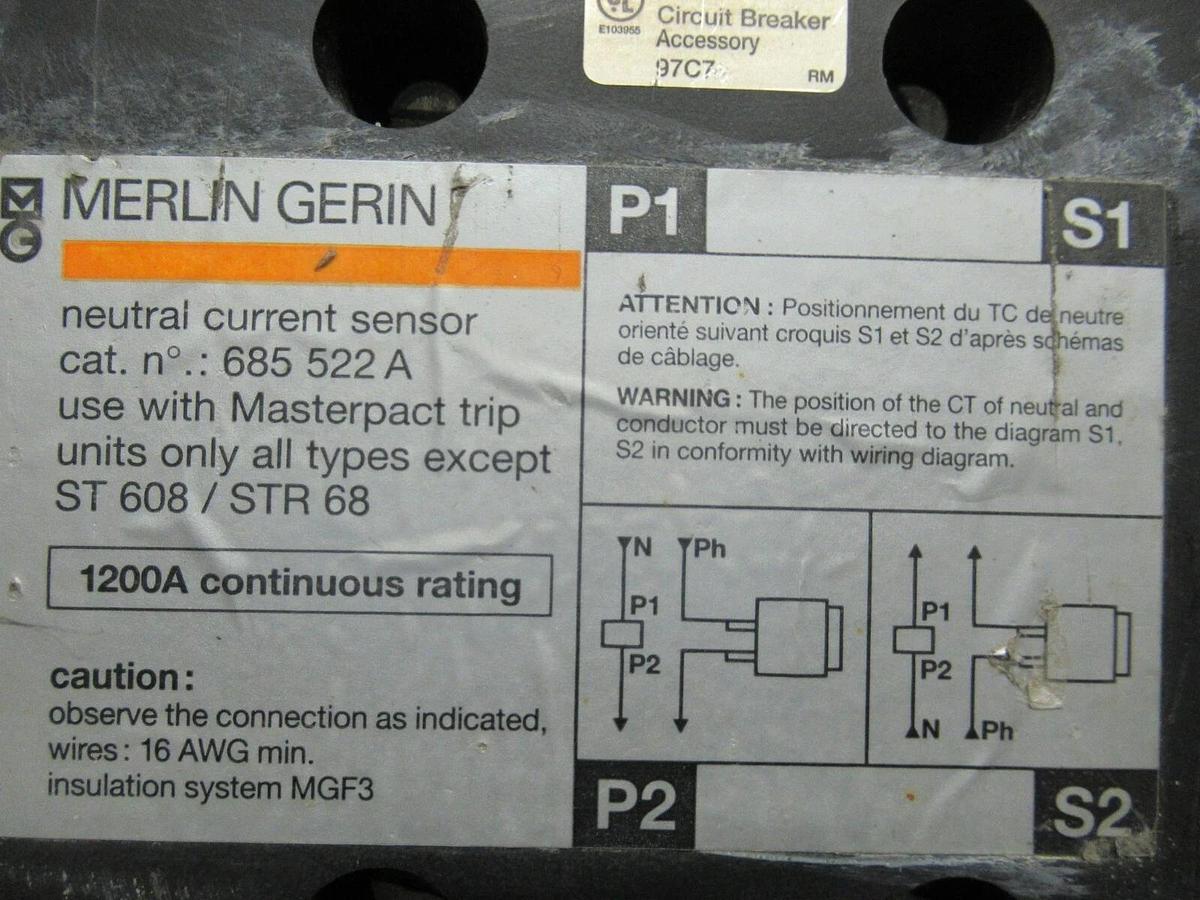 UL
E103955
Circuit Breaker
Accessory
97C7
RM
MERLIN GERIN
neutral current sensor
cat. n°.: 685 522 A
use with Masterpact trip
units only all types except
ST 608 / STR 68
1200A continuous rating
caution:
observe the connection as indicated,
wires: 16 AWG min.
insulation system MGF3
P1
S1
ATTENTION : Positionnement du TC de neutre
orienté suivant croquis S1 et S2 d'après schémas
de câblage.
WARNING : The position of the CT of neutral and
conductor must be directed to the diagram S1,
S2 in conformity with wiring diagram.
N Ph
P1
P2
P1
P2
N Ph
P2
S2